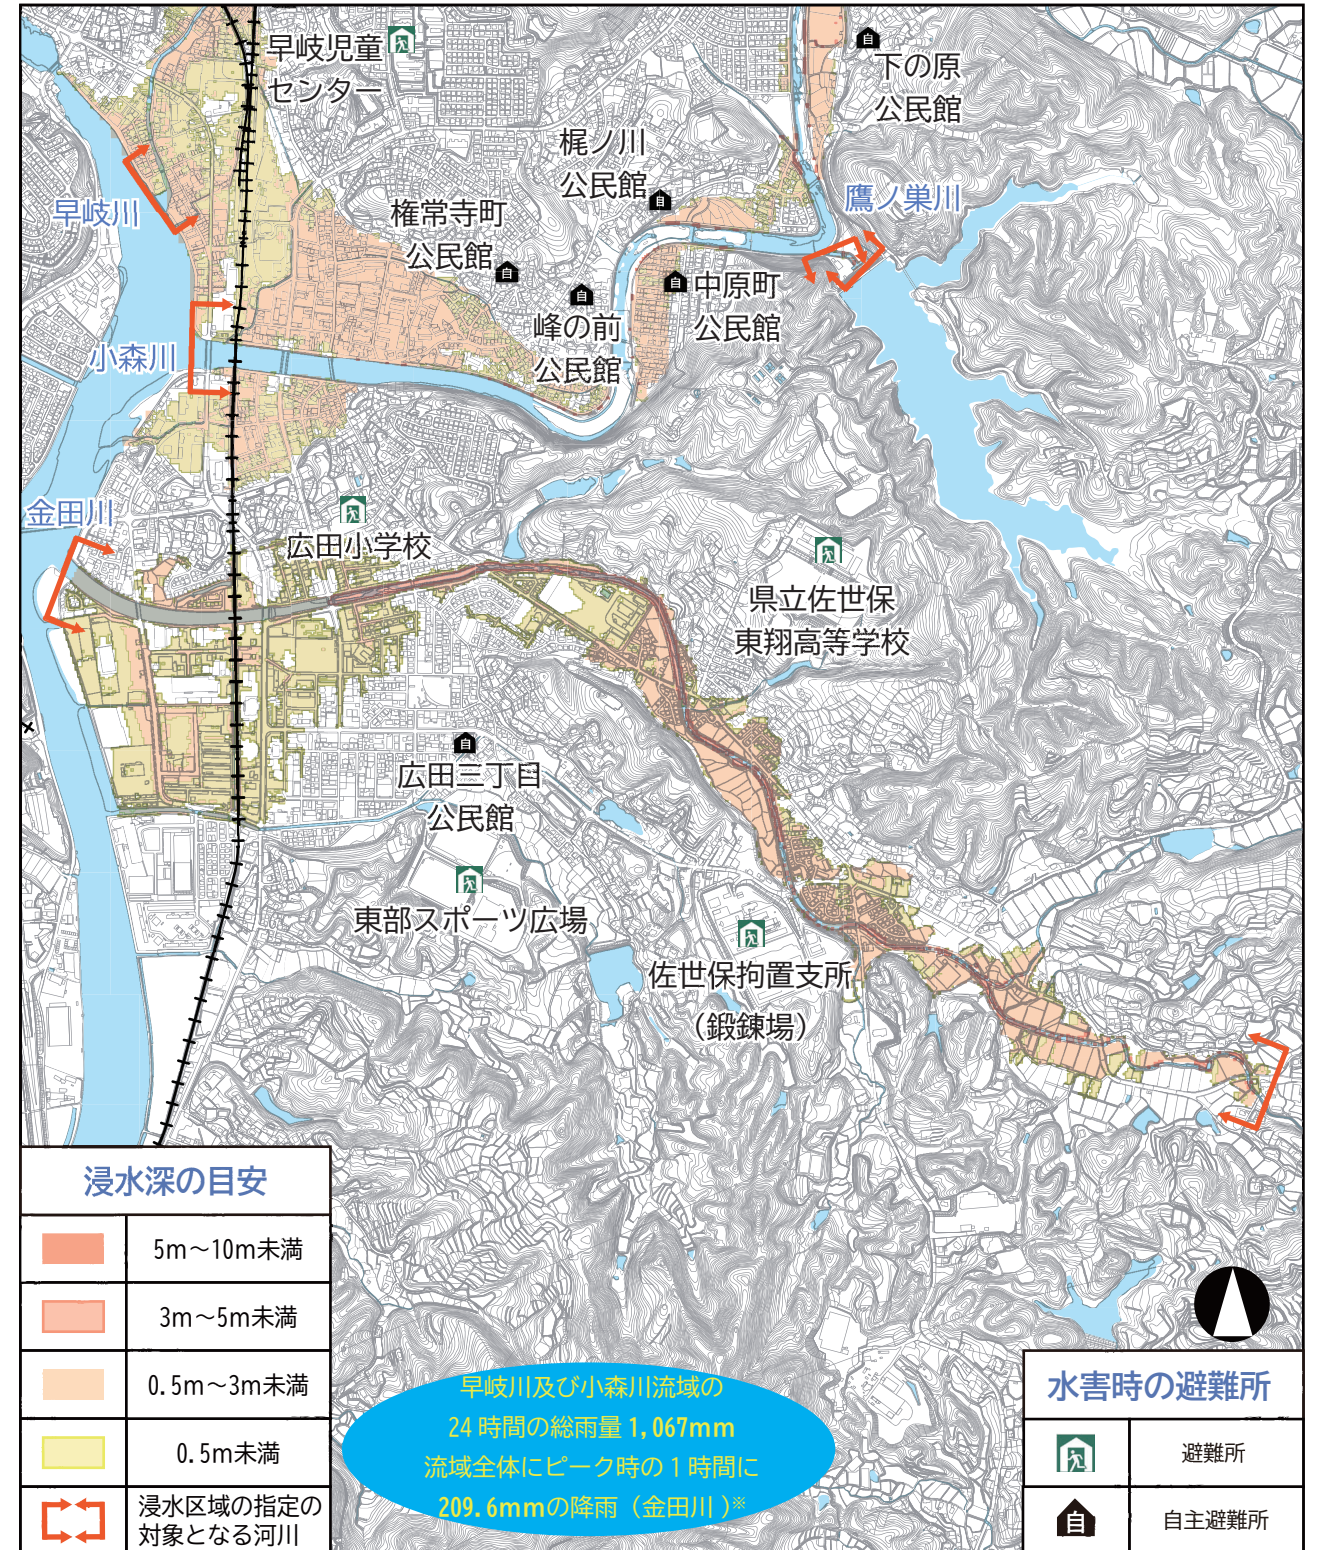 早岐児童
センター
下の原
公民館
梶ノ川
公民館
早岐川
権常寺町
公民館
鷹ノ巣川
中原町
公民館
峰の前
公民館
小森川
金田川
広田小学校
県立佐世保
東翔高等学校
広田三丁目
公民館
東部スポーツ広場
佐世保拘置支所
（鍛錬場）
浸水深の目安
5m～10m未満
3m～5m未満
0.5m～3m未満
0.5m未満
浸水区域の指定の
対象となる河川
早岐川及び小森川流域の
24時間の総雨量 1,067mm
流域全体にピーク時の1時間に
209.6mmの降雨（金田川）※
水害時の避難所
避難所
自
自主避難所